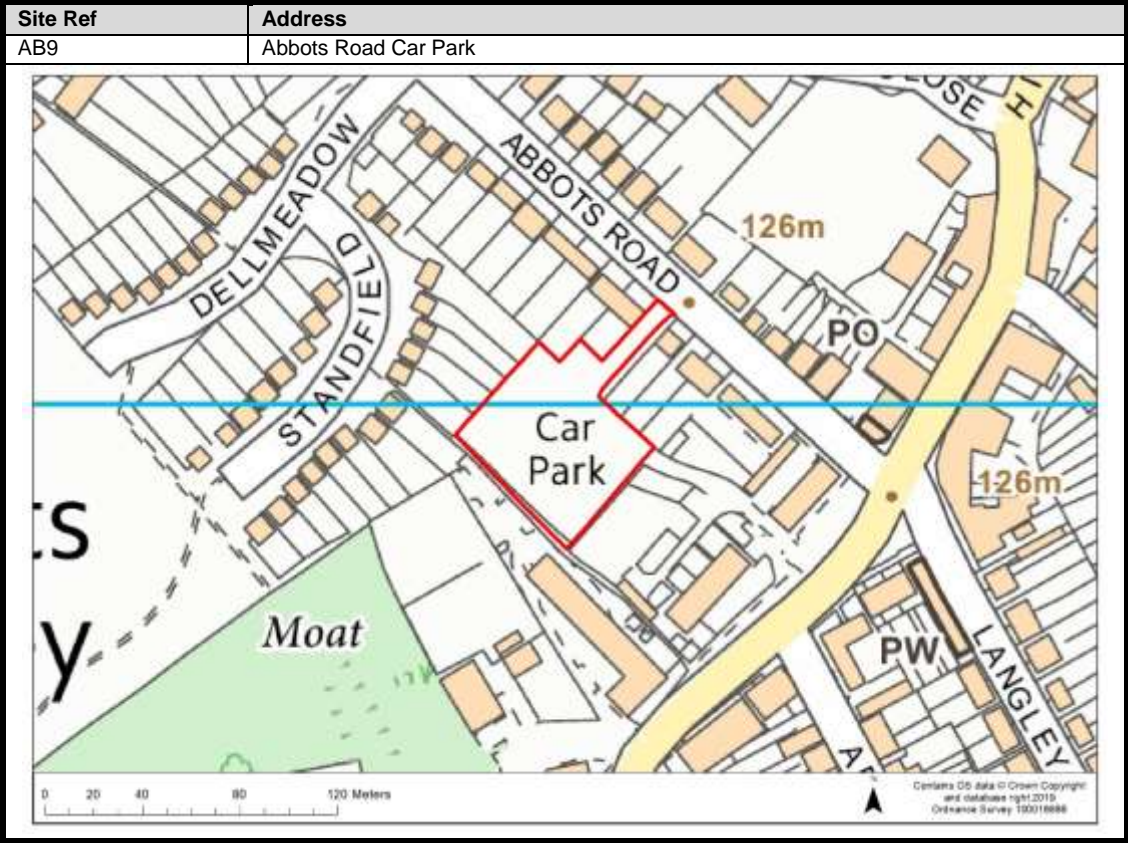 Site Ref Address
AB9 Abbots Road Car Park
LOSE
H
DELLMEADOW
ABBOTS ROAD
126m
STANDFIELD
PO
Car
Park
126m
ts
y
Moat
PW
LANGLEY
A
0 20 40 80 120 Meters
Contains OS data © Crown Copyright
and database right 2019
Ordnance Survey 100018686